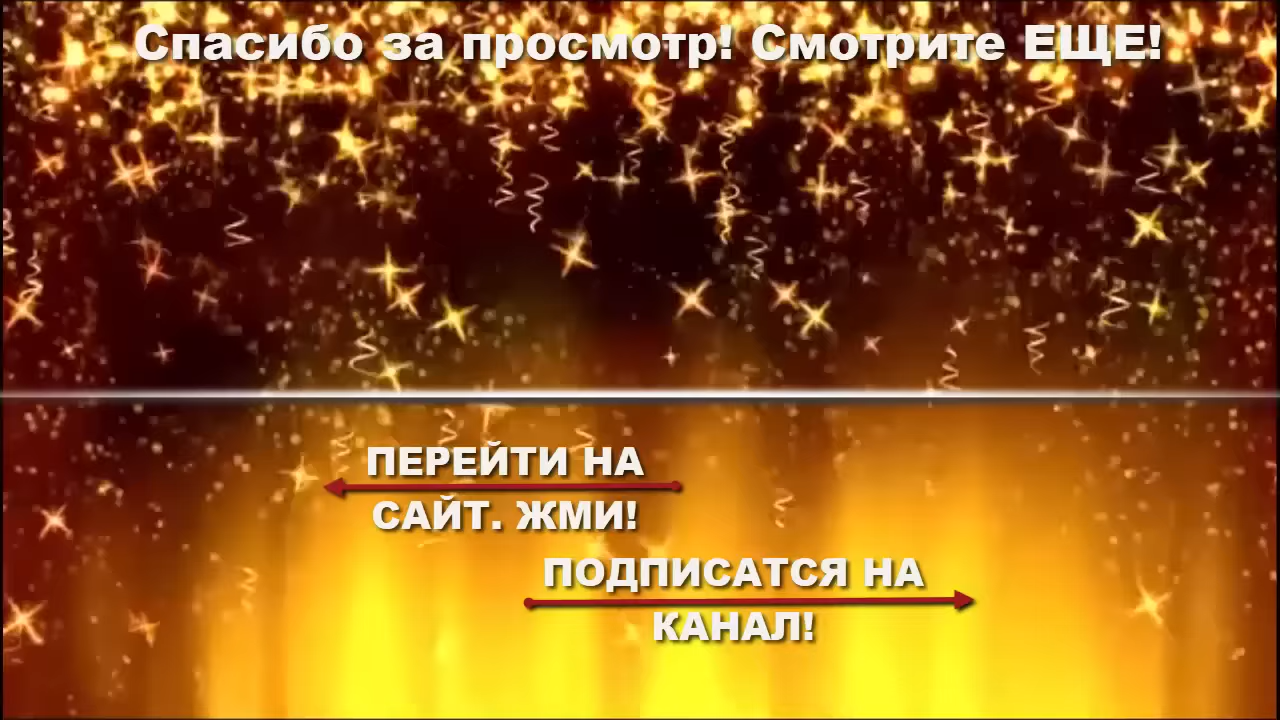 Спасибо за просмотр! Смотрите ЕЩЕ!
ПЕРЕЙТИ НА
САЙТ. ЖМИ!
ПОДПИСАТСЯ НА
КАНАЛ!